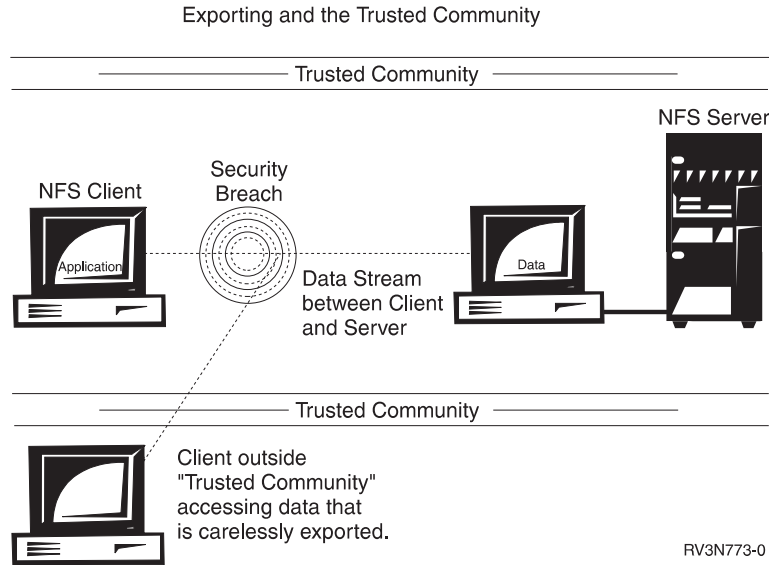 Exporting and the Trusted Community
Trusted Community
NFS Server
Security
Breach
NFS Client
Application
Data
Data Stream
between Client
and Server
Trusted Community
Client outside
"Trusted Community"
accessing data that
is carelessly exported.
RV3N773-0